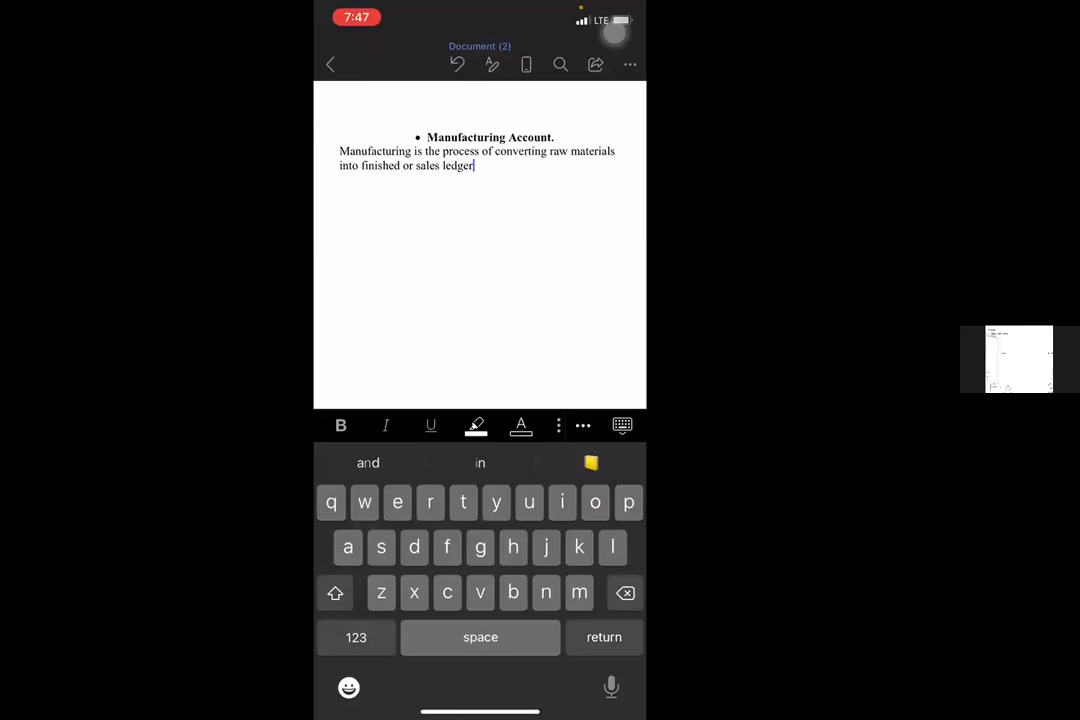 7:47
LTE
Document (2)
• Manufacturing Account.
Manufacturing is the process of converting raw materials
into finished or sales ledger
B I U A
and in
q w e r t y u i o p
a s d f g h j k l
z x c v b n m
123 space return